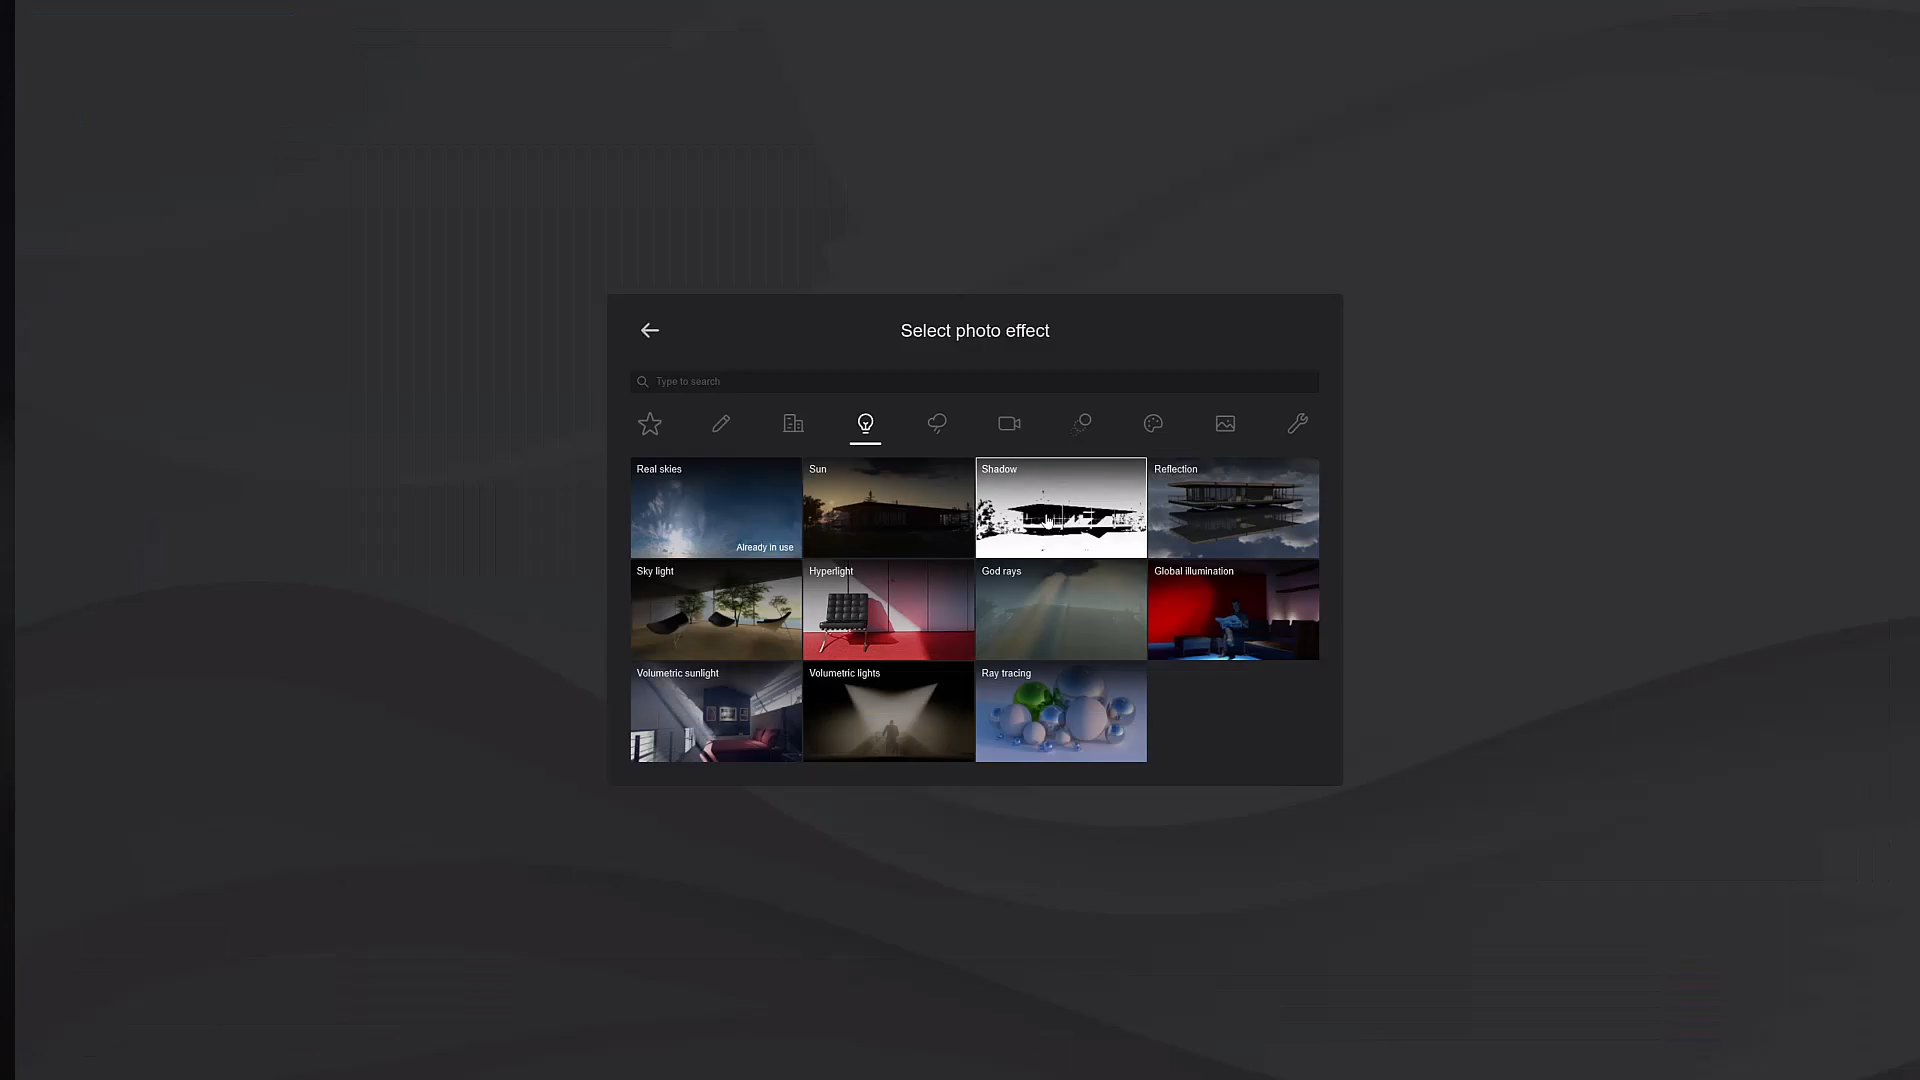 Select photo effect
Type to search
Real skies
Already in use
Sun
Shadow
Reflection
Sky light
Hyperlight
God rays
Global illumination
Volumetric sunlight
Volumetric lights
Ray tracing